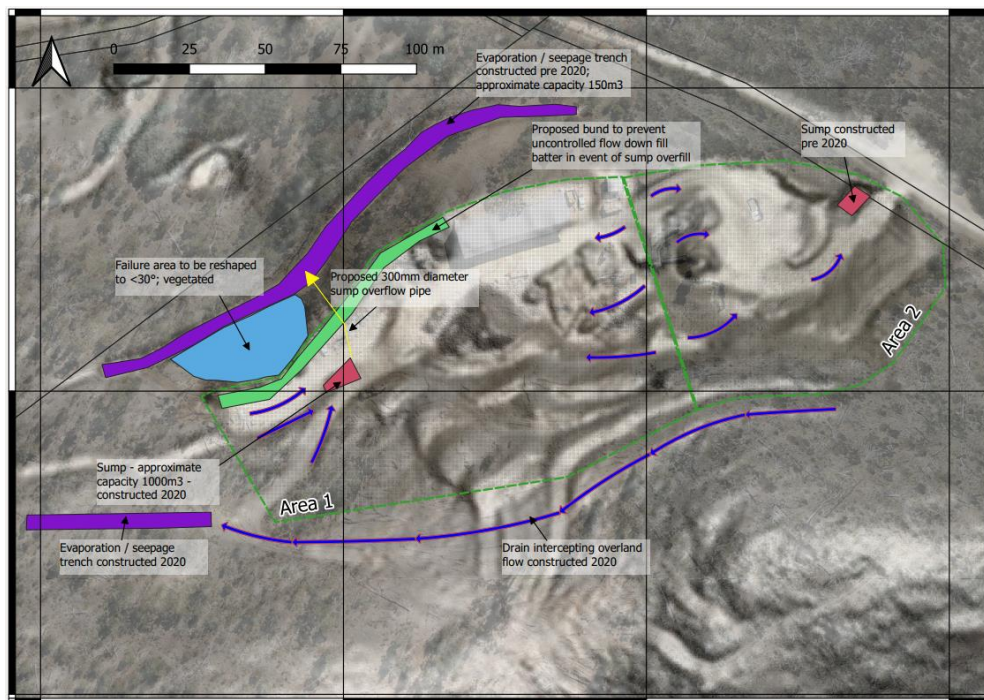 0 25 50 75 100 m
Evaporation / seepage trench
constructed pre 2020;
approximate capacity 150m3
Proposed bund to prevent
uncontrolled flow down fill
batter in event of sump overfill
Sump constructed
pre 2020
Failure area to be reshaped
to <30°; vegetated
Proposed 300mm diameter
sump overflow pipe
Area 2
Sump - approximate
capacity 1000m3 -
constructed 2020
Area 1
Evaporation / seepage
trench constructed 2020
Drain intercepting overland
flow constructed 2020